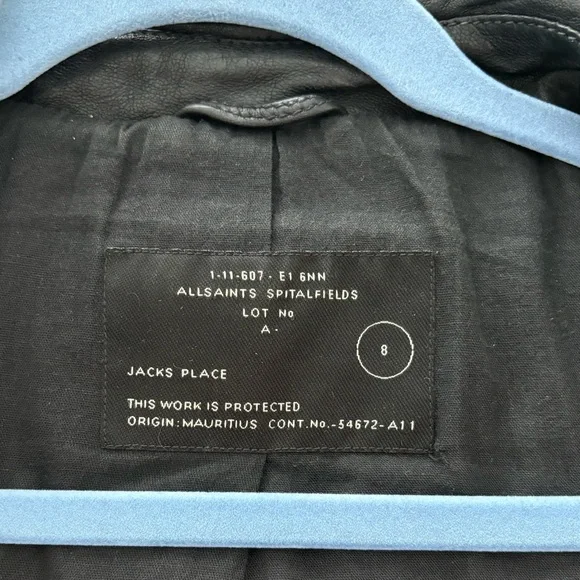 1-11-607 - E1 6NN
ALLSAINTS SPITALFIELDS
LOT No
A-
8
JACKS PLACE
THIS WORK IS PROTECTED
ORIGIN: MAURITIUS CONT.No.-54672-A11